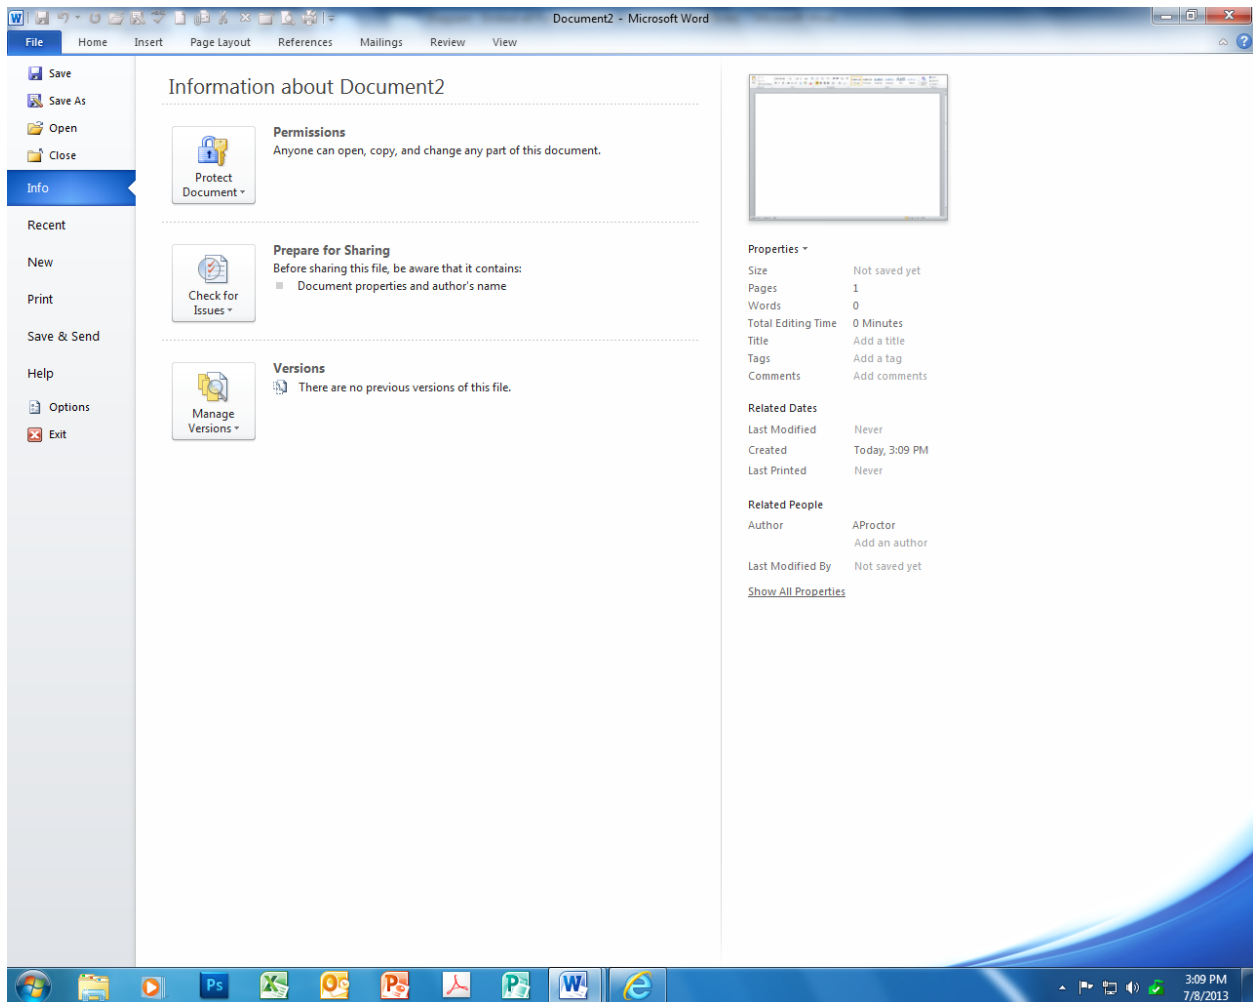 Document2 - Microsoft Word
File Home Insert Page Layout References Mailings Review View
Save
Save As
Open
Close
Info
Recent
New
Print
Save & Send
Help
Options
Exit
Information about Document2
Protect
Document
Permissions
Anyone can open, copy, and change any part of this document.
Check for
Issues
Prepare for Sharing
Before sharing this file, be aware that it contains:
Document properties and author's name
Manage
Versions
Versions
There are no previous versions of this file.
Properties
Size Not saved yet
Pages 1
Words 0
Total Editing Time 0 Minutes
Title Add a title
Tags Add a tag
Comments Add comments
Related Dates
Last Modified Never
Created Today, 3:09 PM
Last Printed Never
Related People
Author AProctor
Add an author
Last Modified By Not saved yet
Show All Properties
Ps
3:09 PM
7/8/2013